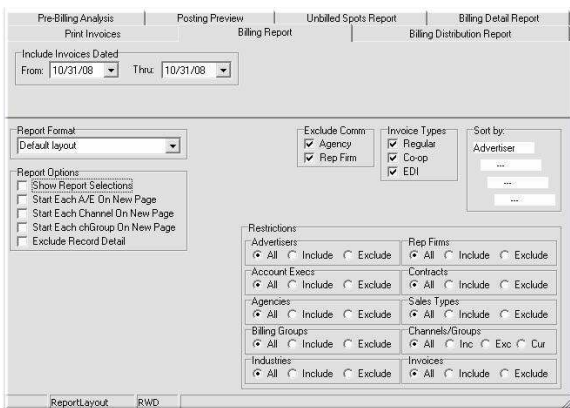 Pre-Billing Analysis Posting Preview Unbilled Spots Report Billing Detail Report
Print Invoices Billing Report Billing Distribution Report
Include Invoices Dated
From: 10/31/08 Thru: 10/31/08
Report Format
Default layout
Exclude Comm
Agency
Rep Firm
Invoice Types
Regular
Co-op
EDI
Sort by:
Advertiser
...
...
...
Report Options
Show Report Selections
Start Each A/E On New Page
Start Each Channel On New Page
Start Each chGroup On New Page
Exclude Record Detail
Restrictions
Advertisers
All Include Exclude
Rep Firms
All Include Exclude
Account Execs
All Include Exclude
Contracts
All Include Exclude
Agencies
All Include Exclude
Sales Types
All Include Exclude
Billing Groups
All Include Exclude
Channels/Groups
All Inc Exc Cur
Industries
All Include Exclude
Invoices
All Include Exclude
ReportLayout RWD